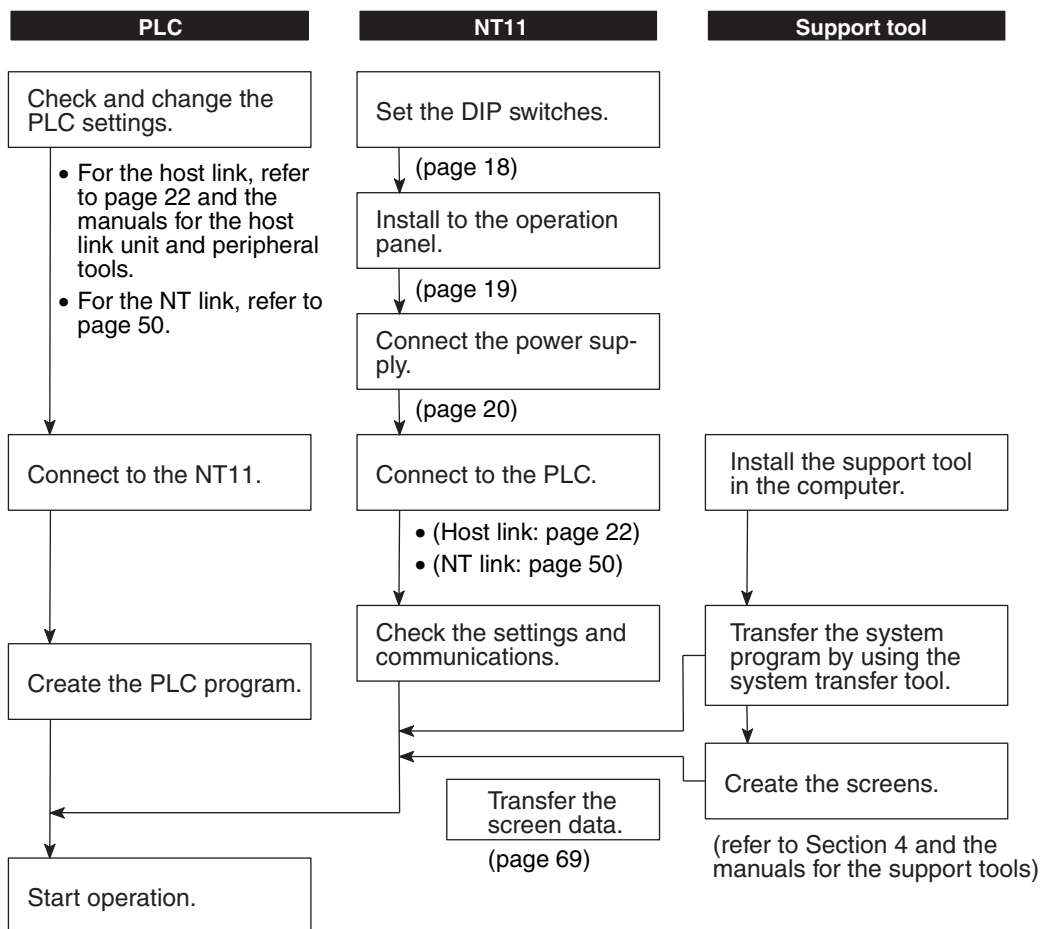 PLC
NT11
Support tool
Check and change the
PLC settings.
• For the host link, refer
to page 22 and the
manuals for the host
link unit and peripheral
tools.
• For the NT link, refer to
page 50.
Connect to the NT11.
Create the PLC program.
Start operation.
Set the DIP switches.
(page 18)
Install to the operation
panel.
(page 19)
Connect the power sup-
ply.
(page 20)
Connect to the PLC.
• (Host link: page 22)
• (NT link: page 50)
Check the settings and
communications.
Transfer the
screen data.
(page 69)
Install the support tool
in the computer.
Transfer the system
program by using the
system transfer tool.
Create the screens.
(refer to Section 4 and the
manuals for the support tools)